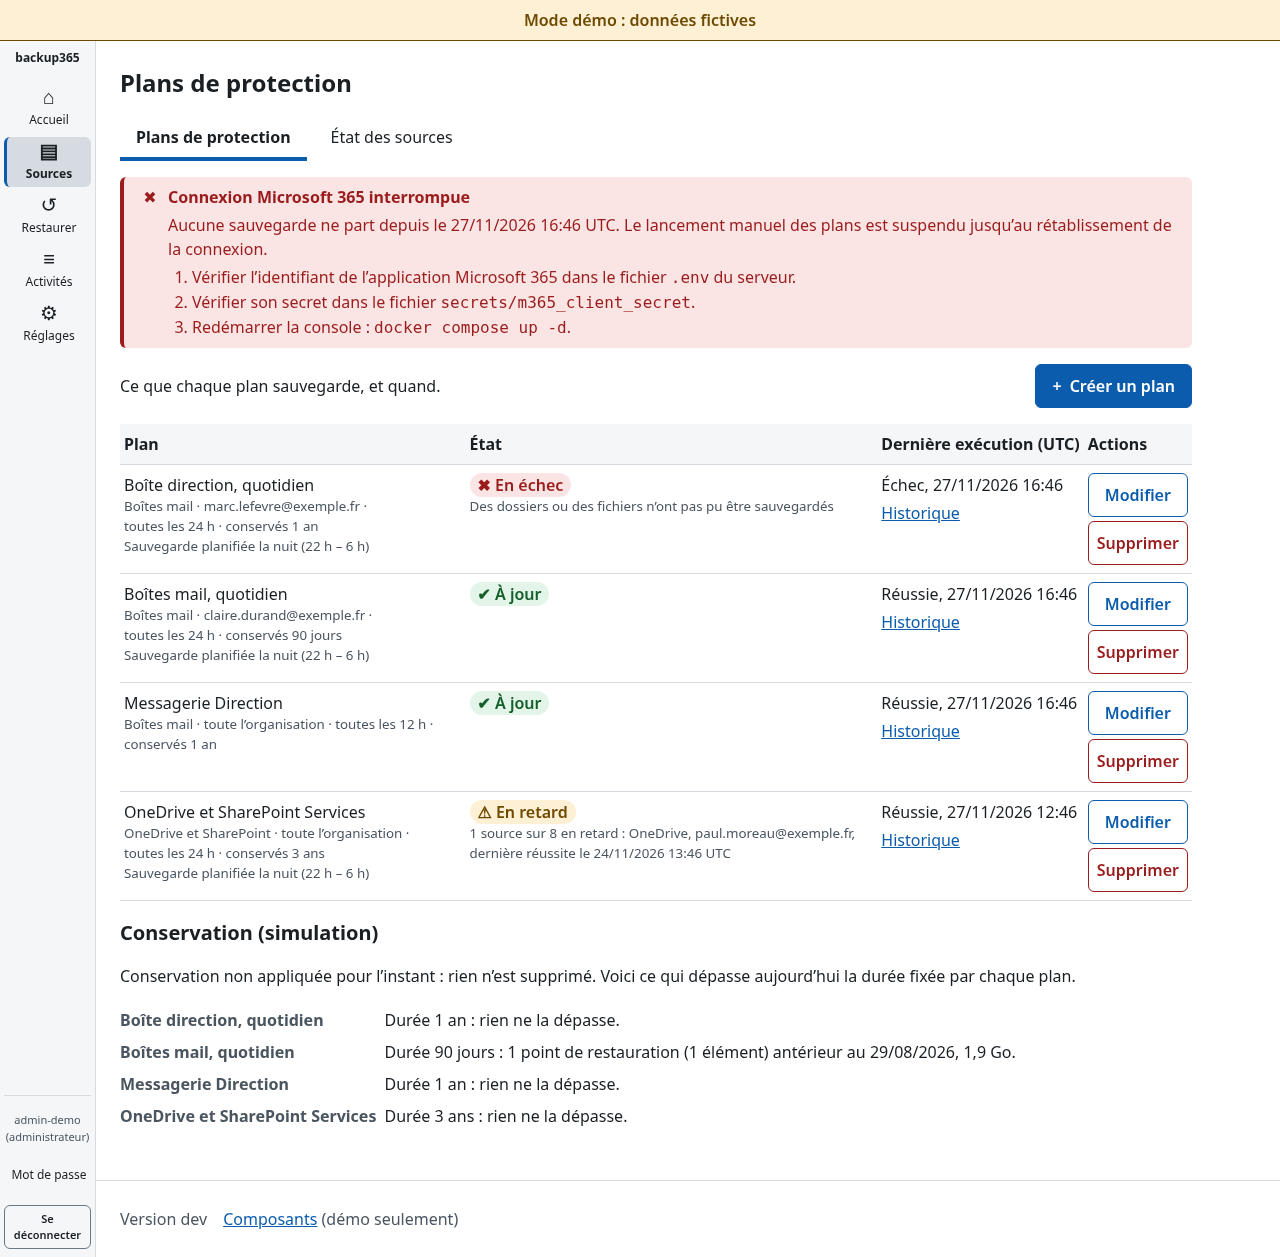 Mode démo : données fictives
backup365
Accueil
Sources
Restaurer
Activités
Réglages
admin-demo
(administrateur)
Mot de passe
Se
déconnecter
Plans de protection
Plans de protection
État des sources
✖ Connexion Microsoft 365 interrompue
Aucune sauvegarde ne part depuis le 27/11/2026 16:46 UTC. Le lancement manuel des plans est suspendu jusqu’au rétablissement de
la connexion.
1. Vérifier l’identifiant de l’application Microsoft 365 dans le fichier .env du serveur.
2. Vérifier son secret dans le fichier secrets/m365_client_secret.
3. Redémarrer la console : docker compose up -d.
Ce que chaque plan sauvegarde, et quand.
+ Créer un plan
Plan État Dernière exécution (UTC) Actions
Boîte direction, quotidien
Boîtes mail · marc.lefevre@exemple.fr ·
toutes les 24 h · conservés 1 an
Sauvegarde planifiée la nuit (22 h – 6 h)
✖ En échec
Des dossiers ou des fichiers n’ont pas pu être sauvegardés
Échec, 27/11/2026 16:46
Historique
Modifier
Supprimer
Boîtes mail, quotidien
Boîtes mail · claire.durand@exemple.fr ·
toutes les 24 h · conservés 90 jours
Sauvegarde planifiée la nuit (22 h – 6 h)
✔ À jour
Réussie, 27/11/2026 16:46
Historique
Modifier
Supprimer
Messagerie Direction
Boîtes mail · toute l’organisation · toutes les 12 h ·
conservés 1 an
✔ À jour
Réussie, 27/11/2026 16:46
Historique
Modifier
Supprimer
OneDrive et SharePoint Services
OneDrive et SharePoint · toute l’organisation ·
toutes les 24 h · conservés 3 ans
Sauvegarde planifiée la nuit (22 h – 6 h)
⚠ En retard
1 source sur 8 en retard : OneDrive, paul.moreau@exemple.fr,
dernière réussite le 24/11/2026 13:46 UTC
Réussie, 27/11/2026 12:46
Historique
Modifier
Supprimer
Conservation (simulation)
Conservation non appliquée pour l’instant : rien n’est supprimé. Voici ce qui dépasse aujourd’hui la durée fixée par chaque plan.
Boîte direction, quotidien Durée 1 an : rien ne la dépasse.
Boîtes mail, quotidien Durée 90 jours : 1 point de restauration (1 élément) antérieur au 29/08/2026, 1,9 Go.
Messagerie Direction Durée 1 an : rien ne la dépasse.
OneDrive et SharePoint Services Durée 3 ans : rien ne la dépasse.
Version dev Composants (démo seulement)